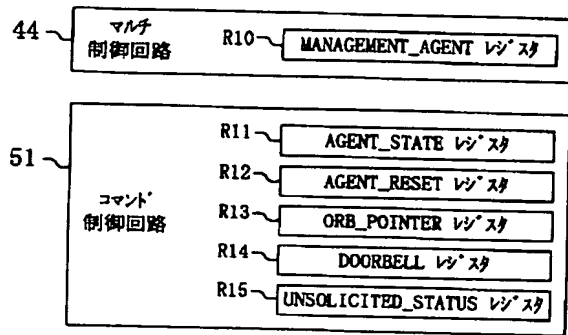 44
マルチ
制御回路
R10
MANAGEMENT_AGENT レジスタ
51
コマンド
制御回路
R11
AGENT_STATE レジスタ
R12
AGENT_RESET レジスタ
R13
ORB_POINTER レジスタ
R14
DOORBELL レジスタ
R15
UNSOLICITED_STATUS レジスタ